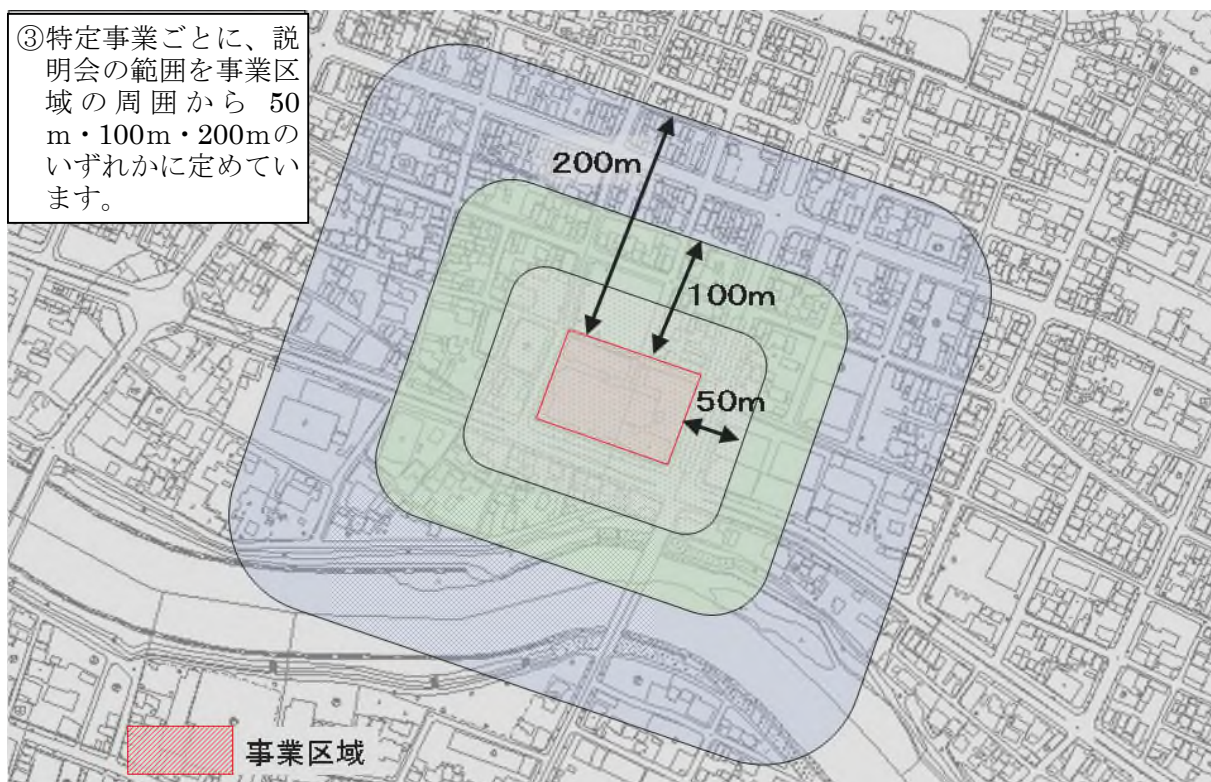 ③特定事業ごとに、説
明会の範囲を事業区
域の周囲から 50
m・100m・200mの
いずれかに定めてい
ます。
200m
100m
50m
事業区域